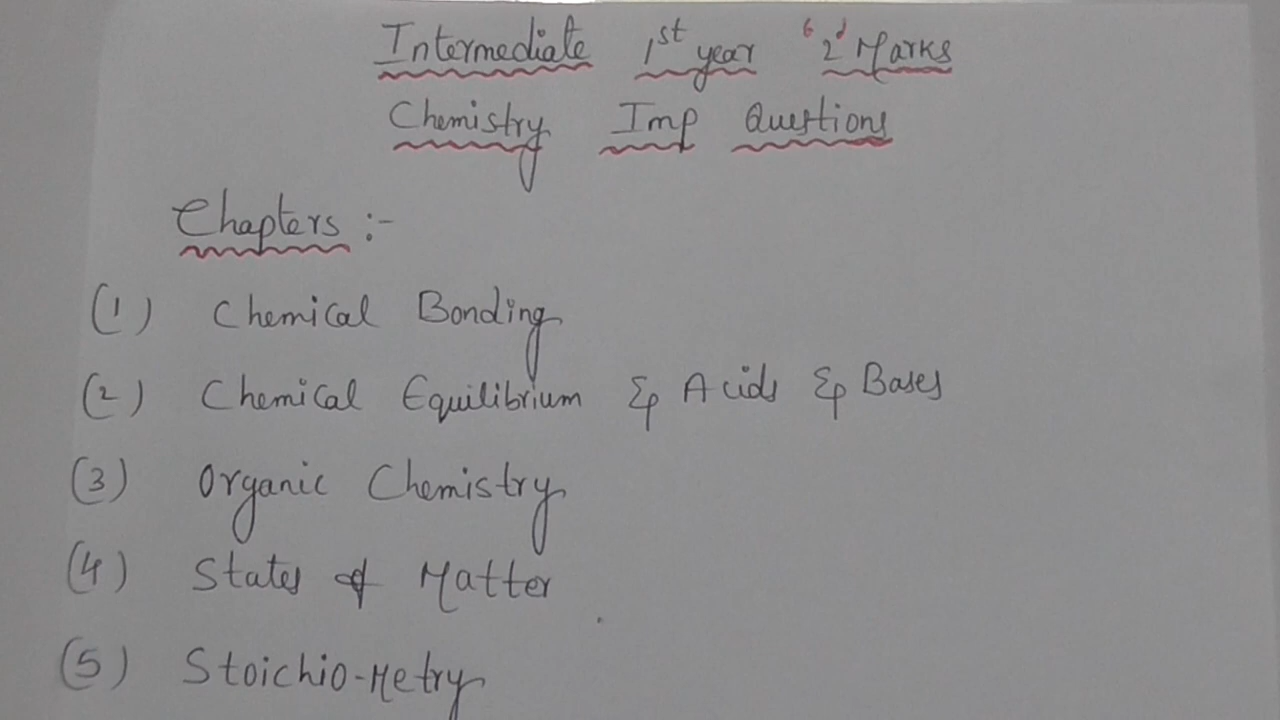 Intermediate 1st year "2" Marks
Chemistry Imp Questions
Chapters :-
(1) Chemical Bonding
(2) Chemical Equilibrium & Acids & Bases
(3) Organic Chemistry
(4) States of Matter
(5) Stoichio-Metry